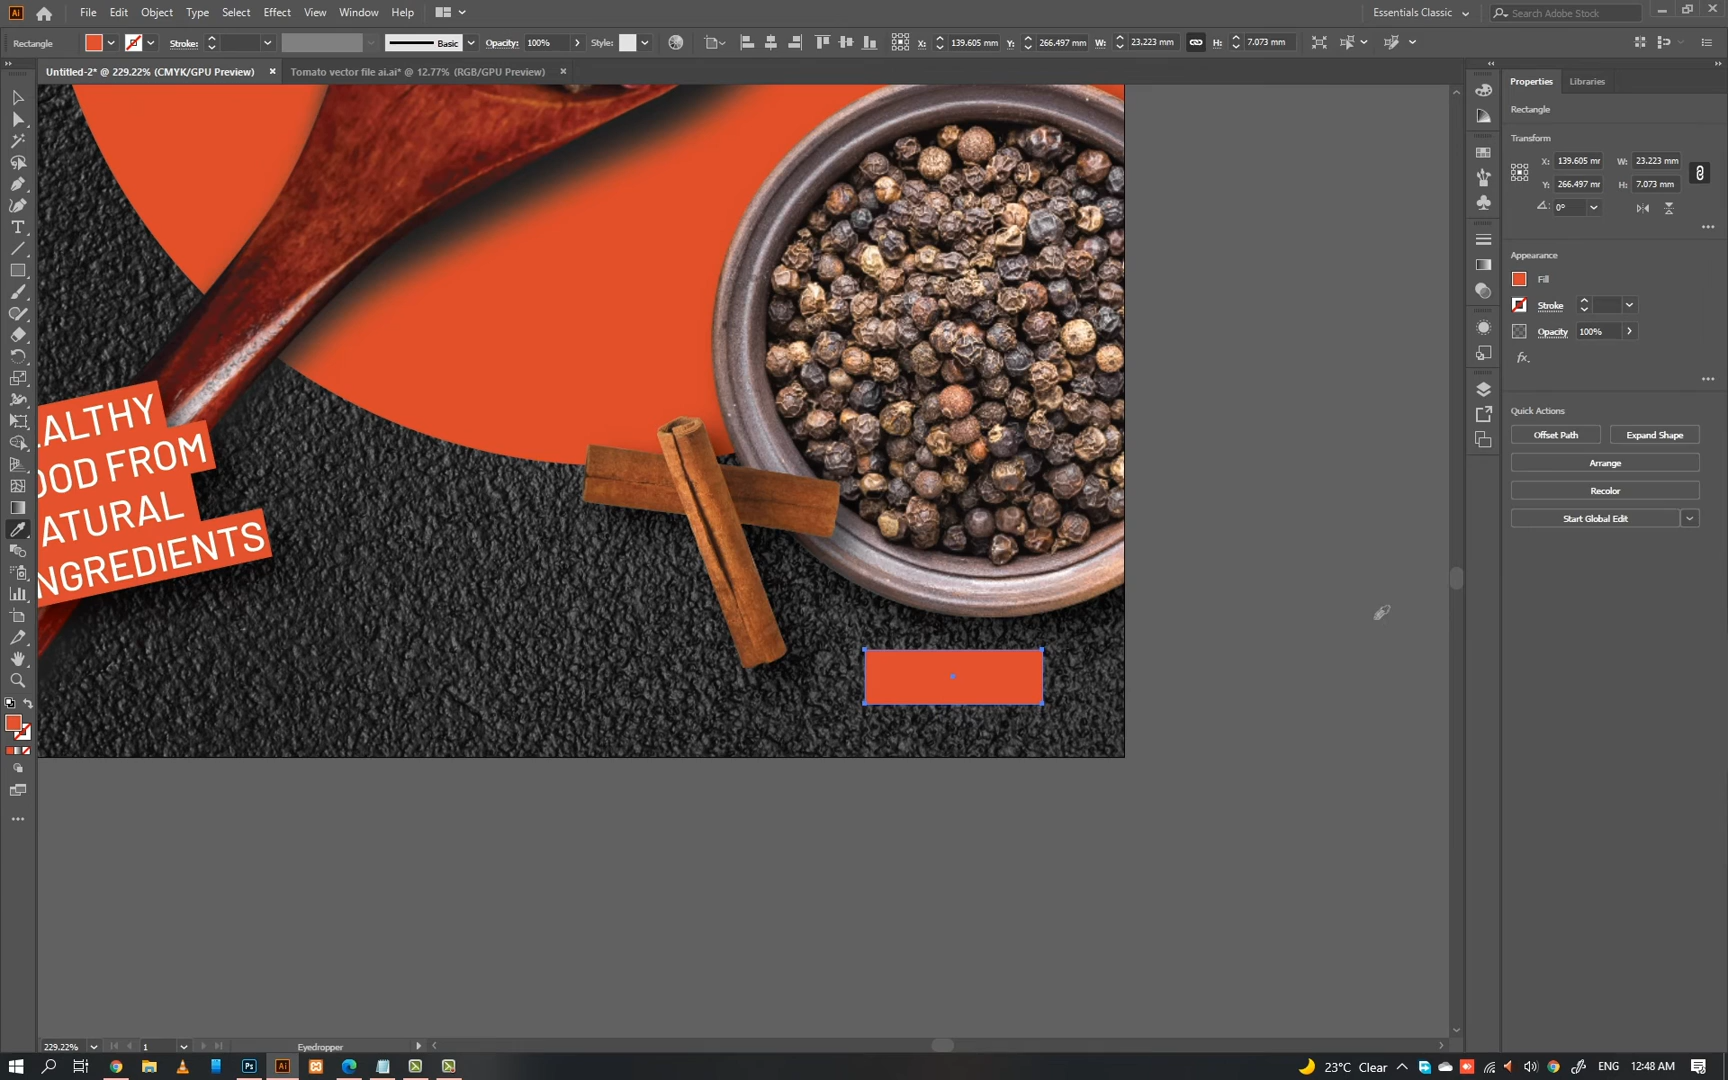 Ai File Edit Object Type Select Effect View Window Help Essentials Classic Search Adobe Stock
Rectangle Stroke: Basic Opacity: 100% Style: X: 139.605 mm Y: 266.497 mm W: 23.223 mm H: 7.073 mm
Untitled-2* @ 229.22% (CMYK/GPU Preview) Tomato vector file ai.ai* @ 12.77% (RGB/GPU Preview)
Properties Libraries
Rectangle
Transform
X: 139.605 mr W: 23.223 mm
Y: 266.497 mr H: 7.073 mm
0°
Appearance
Fill
Stroke
Opacity 100%
fx.
Quick Actions
Offset Path Expand Shape
Arrange
Recolor
Start Global Edit
ALTHY
OOD FROM
ATURAL
NGREDIENTS
229.22% 1 Eyedropper
Ps Ai 23°C Clear ENG 12:48 AM